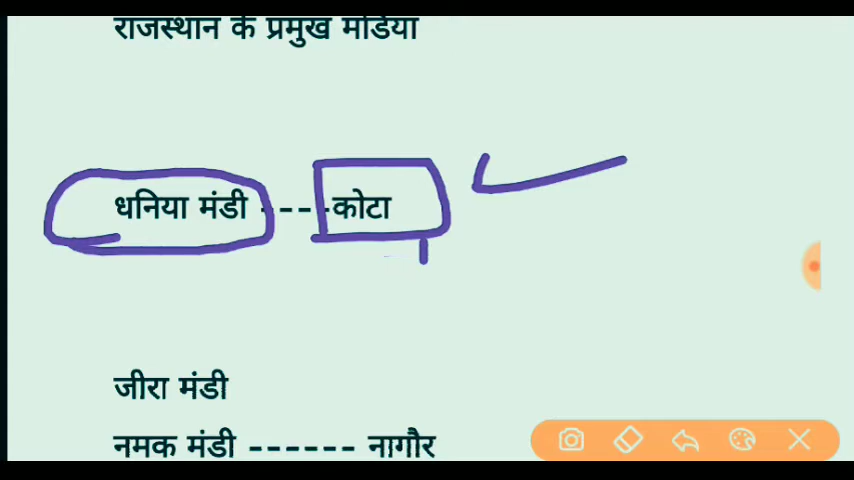 राजस्थान के प्रमुख मंडिया
धनिया मंडी ----कोटा
जीरा मंडी
नमक मंडी ------ नागौर